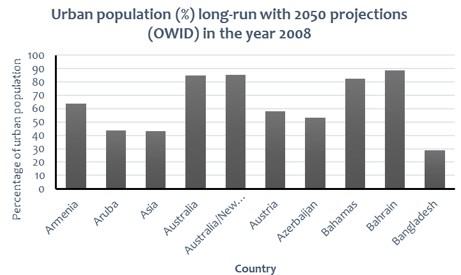 Urban population (%) long-run with 2050 projections
(OWID) in the year 2008
Percentage of urban population
100
90
80
70
60
50
40
30
20
10
0
Armenia
Aruba
Asia
Australia
Australia/New...
Austria
Azerbaijan
Bahamas
Bahrain
Bangladesh
Country